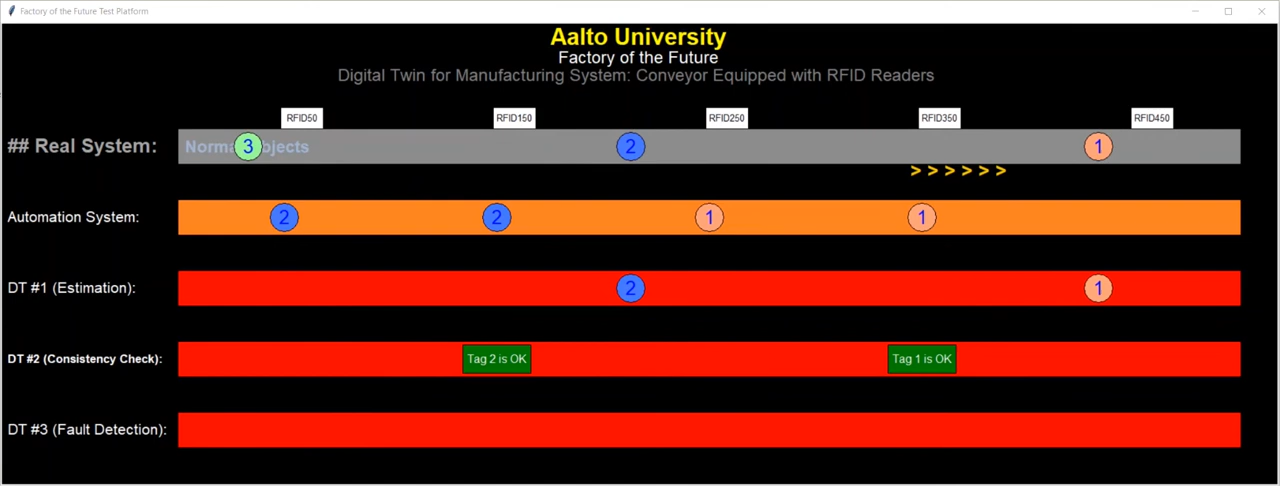 Factory of the Future Test Platform
Aalto University
Factory of the Future
Digital Twin for Manufacturing System: Conveyor Equipped with RFID Readers
RFID50 RFID150 RFID250 RFID350 RFID450
## Real System: Norma 3 bjects 2 1
> > > > > >
Automation System: 2 2 1 1
DT #1 (Estimation): 2 1
DT #2 (Consistency Check): Tag 2 is OK Tag 1 is OK
DT #3 (Fault Detection):